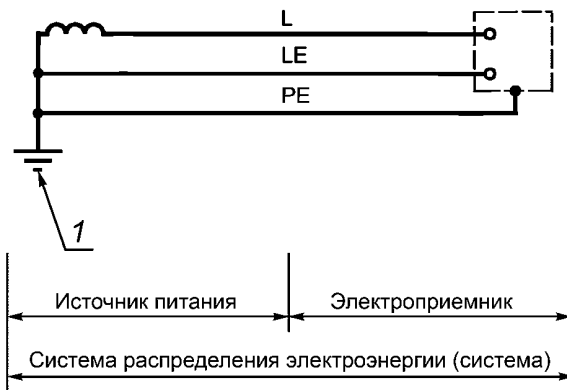 L
LE
PE
1
Источник питания
Электроприемник
Система распределения электроэнергии (система)